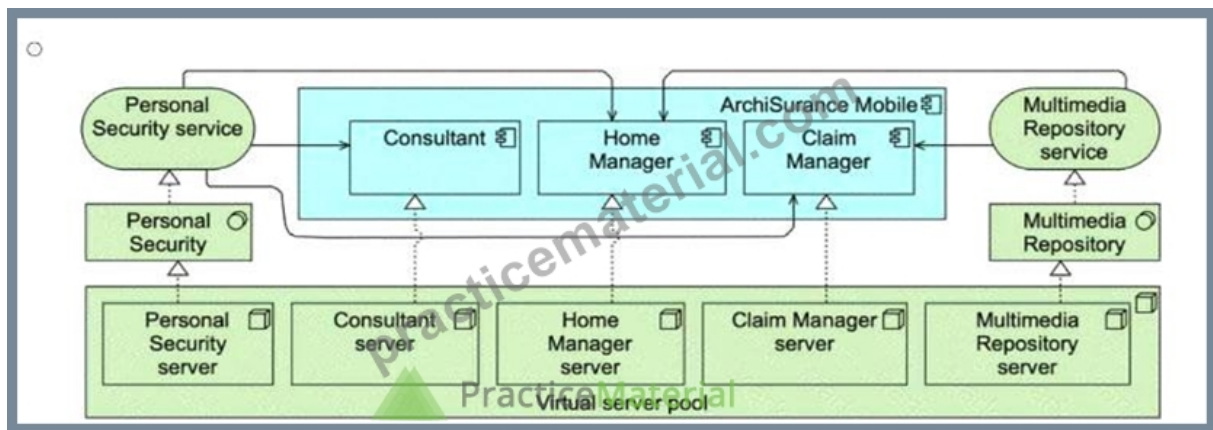 ArchiSurance Mobile
Personal
Security service
Consultant
Home
Manager
Claim
Manager
Multimedia
Repository
service
Personal
Security
Multimedia
Repository
Personal
Security
server
Consultant
server
Home
Manager
server
Claim Manager
server
Multimedia
Repository
server
Virtual server pool
practicematerial.com
PracticeMaterial